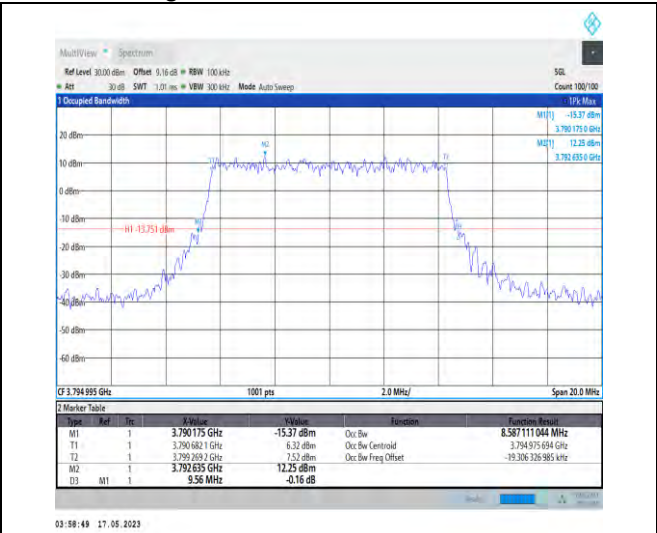 MultiView Spectrum
Ref Level 30.00 dBm Offset 9.16 dB RBW 100 kHz SGL
Att 30 dB SWT 1.01 ms VBW 300 kHz Mode Auto Sweep Count 100/100
1 Occupied Bandwidth 1Pk Max
M1[1] -15.37 dBm
3.790 175 0 GHz
M2[1] 12.25 dBm
3.792 635 0 GHz
20 dBm
M2
10 dBm
0 dBm
-10 dBm
H1 -13.751 dBm
-20 dBm
-30 dBm
-40 dBm
-50 dBm
-60 dBm
CF 3.794 995 GHz 1001 pts 2.0 MHz/ Span 20.0 MHz
2 Marker Table
Type Ref Trc X-Value Y-Value Function Function Result
M1 1 3.790 175 GHz -15.37 dBm Occ Bw 8.587 111 044 MHz
T1 1 3.790 682 1 GHz 6.32 dBm Occ Bw Centroid 3.794 975 694 GHz
T2 1 3.799 269 2 GHz 7.52 dBm Occ Bw Freq Offset -19.306 326 985 kHz
M2 1 3.792 635 GHz 12.25 dBm
D3 M1 1 9.56 MHz -0.16 dB
03:58:49 17.05.2023